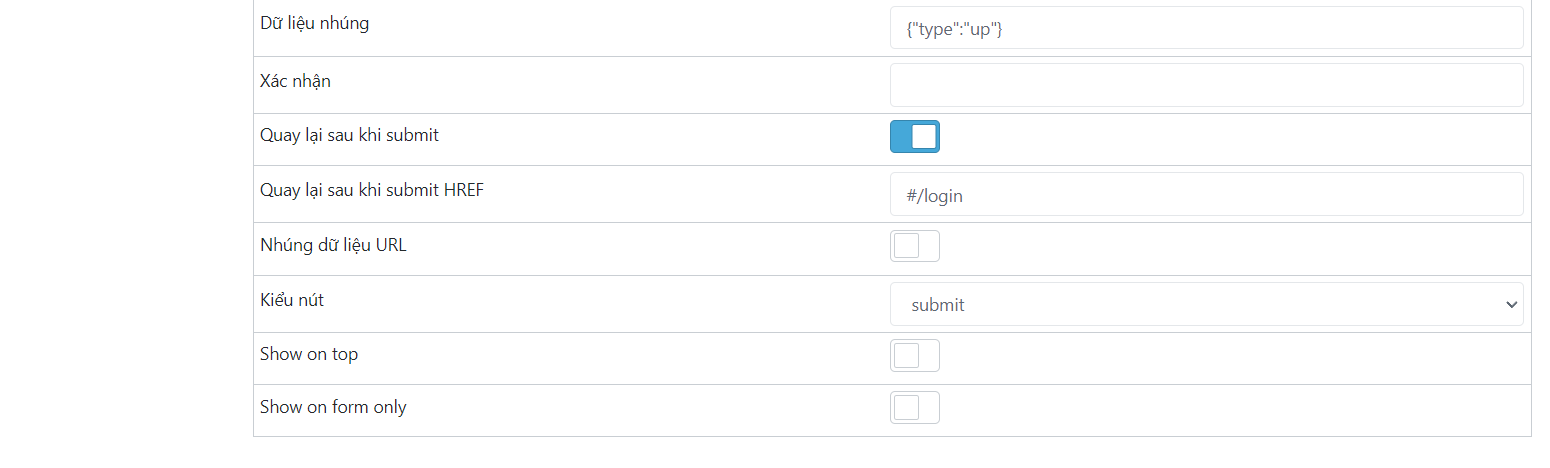 Dữ liệu nhúng
{"type":"up"}
Xác nhận
Quay lại sau khi submit
Quay lại sau khi submit HREF
#/login
Nhúng dữ liệu URL
Kiểu nút
submit
Show on top
Show on form only